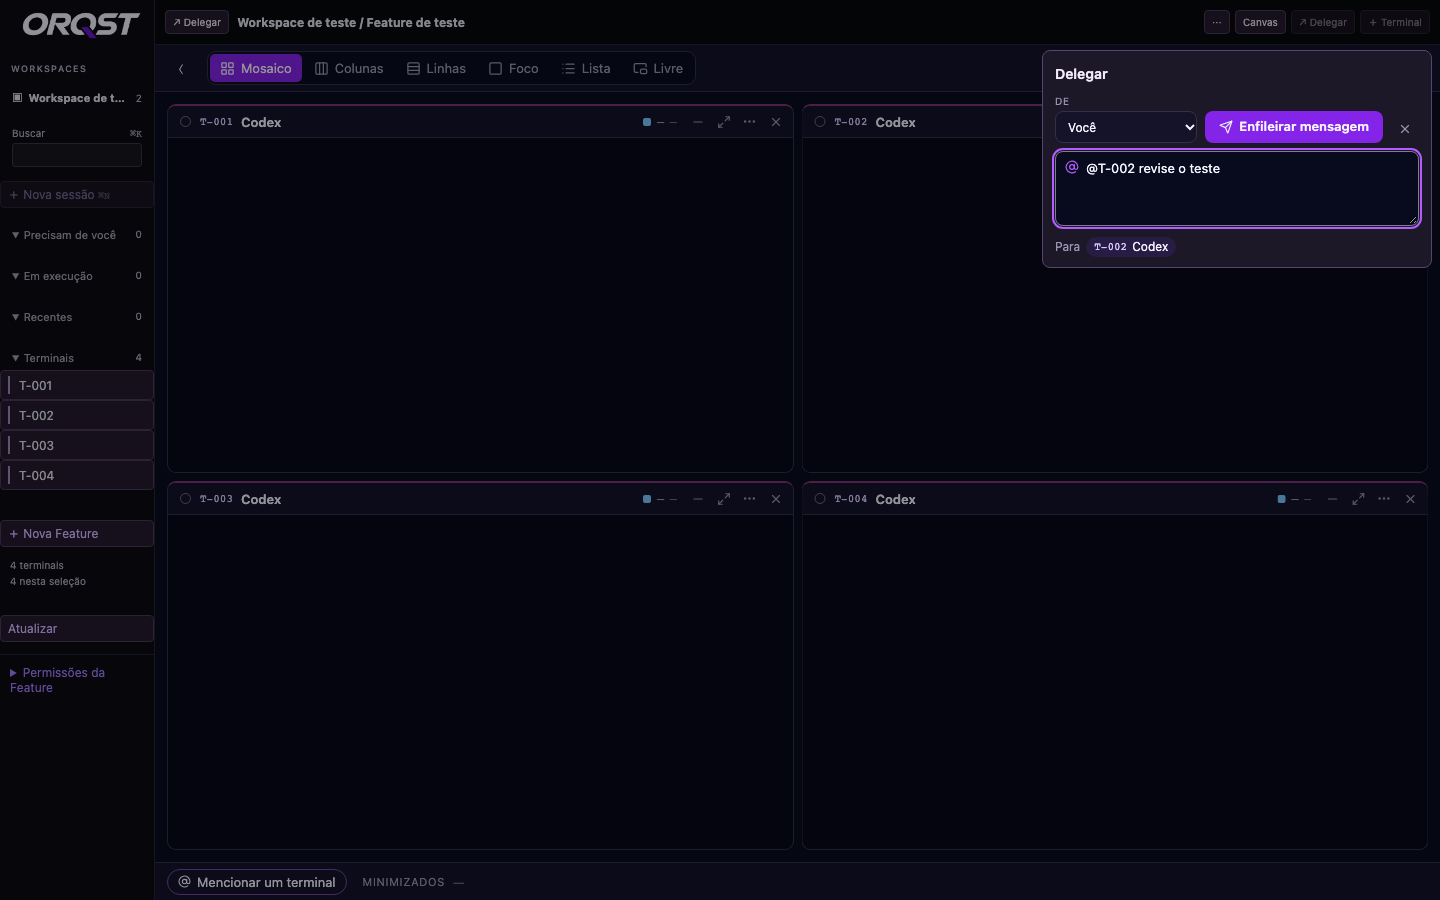 ORQST
WORKSPACES
Workspace de t... 2
Buscar ⌘K
+ Nova sessão ⌘N
▼ Precisam de você 0
▼ Em execução 0
▼ Recentes 0
▼ Terminais 4
T-001
T-002
T-003
T-004
+ Nova Feature
4 terminais
4 nesta seleção
Atualizar
▶ Permissões da
Feature
↗ Delegar Workspace de teste / Feature de teste
··· Canvas ↗ Delegar + Terminal
Mosaico Colunas Linhas Foco Lista Livre
T-001 Codex
T-002 Codex
T-003 Codex
T-004 Codex
Delegar
DE
Você Enfileirar mensagem
@T-002 revise o teste
Para T-002 Codex
@ Mencionar um terminal MINIMIZADOS —